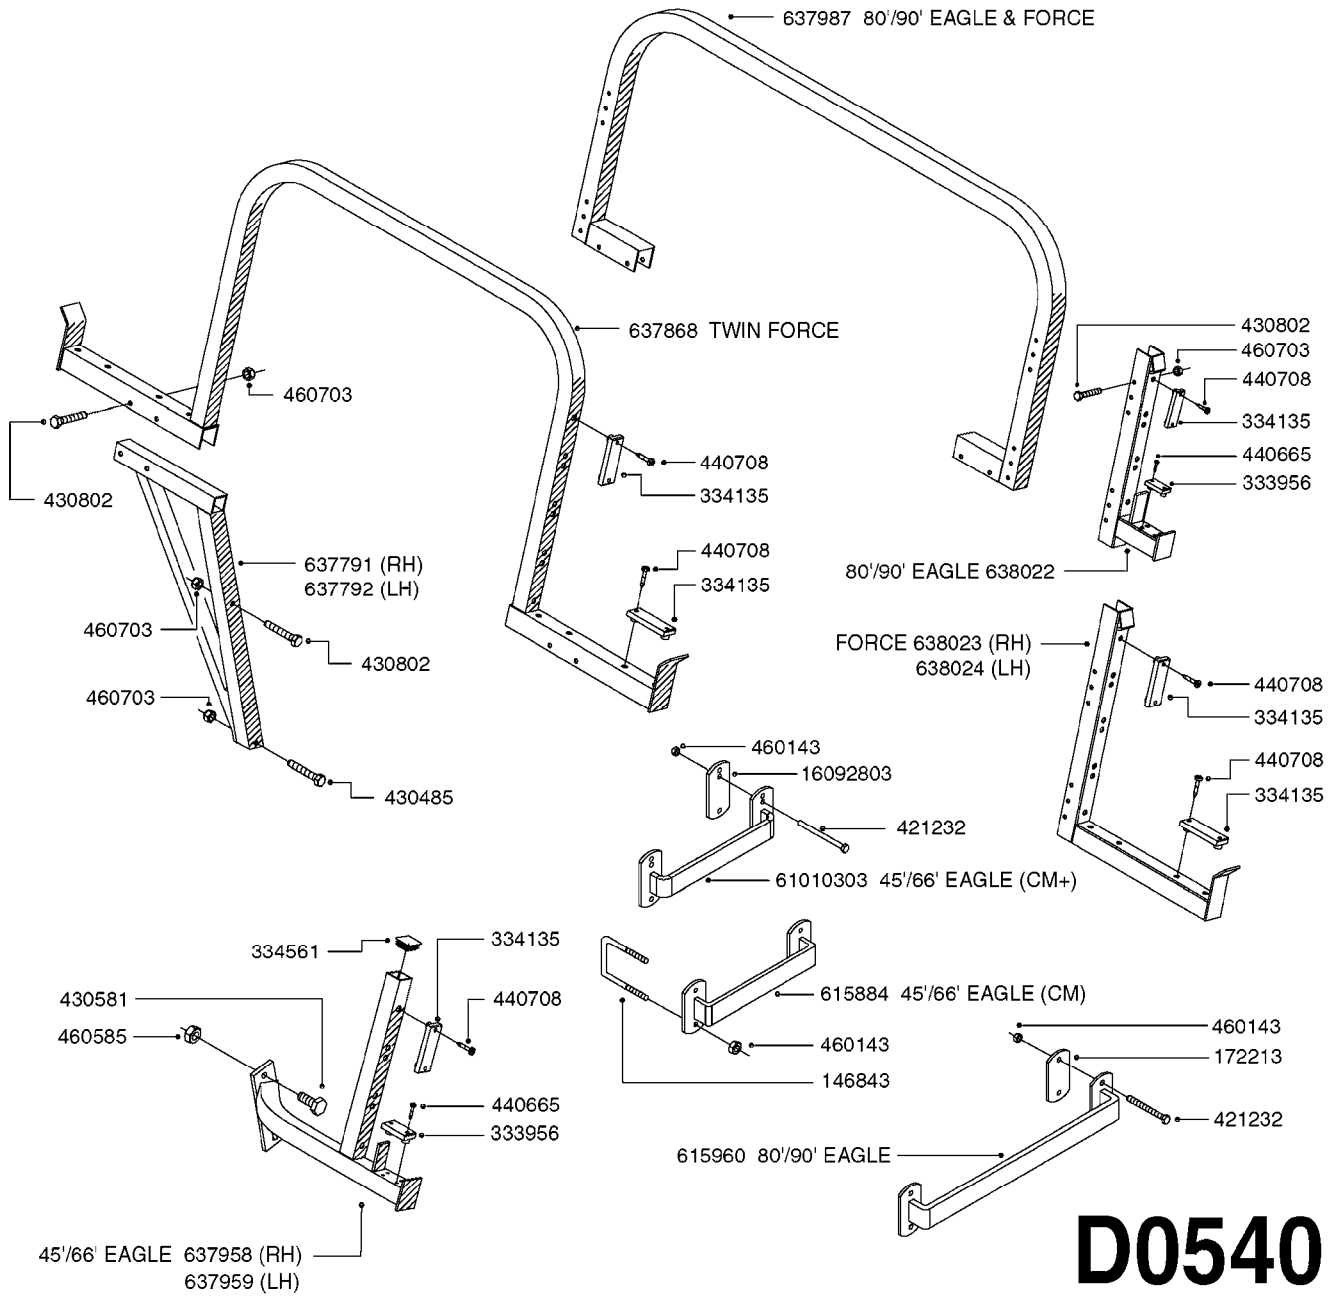 637987 80'/90' EAGLE & FORCE
637868 TWIN FORCE
460703
430802
440708
334135
440708
334135
637791 (RH)
637792 (LH)
460703
430802
460703
430485
430802
460703
440708
334135
440665
333956
80'/90' EAGLE 638022
FORCE 638023 (RH)
638024 (LH)
440708
334135
440708
334135
460143
16092803
421232
61010303 45'/66' EAGLE (CM+)
334561
334135
430581
440708
460585
615884 45'/66' EAGLE (CM)
460143
146843
440665
333956
460143
172213
421232
615960 80'/90' EAGLE
45'/66' EAGLE 637958 (RH)
637959 (LH)
D0540